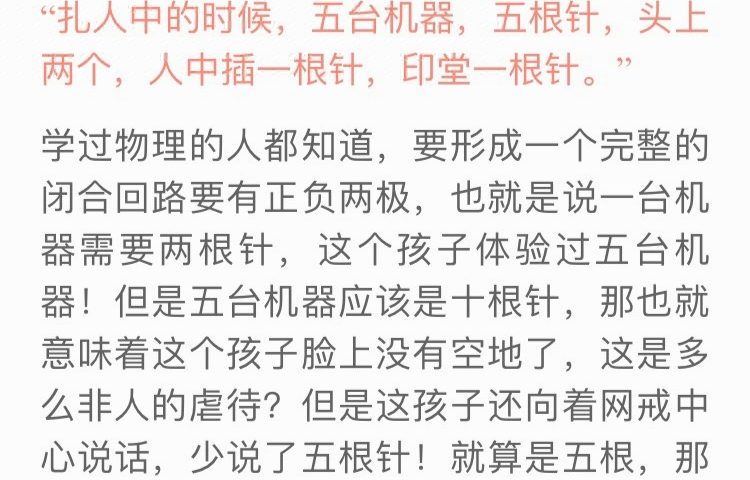 “扎人中的时候，五台机器，五根针，头上
两个，人中插一根针，印堂一根针。”
学过物理的人都知道，要形成一个完整的
闭合回路要有正负两极，也就是说一台机
器需要两根针，这个孩子体验过五台机
器！但是五台机器应该是十根针，那也就
意味着这个孩子脸上没有空地了，这是多
么非人的虐待？但是这孩子还向着网戒中
心说话，少说了五根针！就算是五根，那